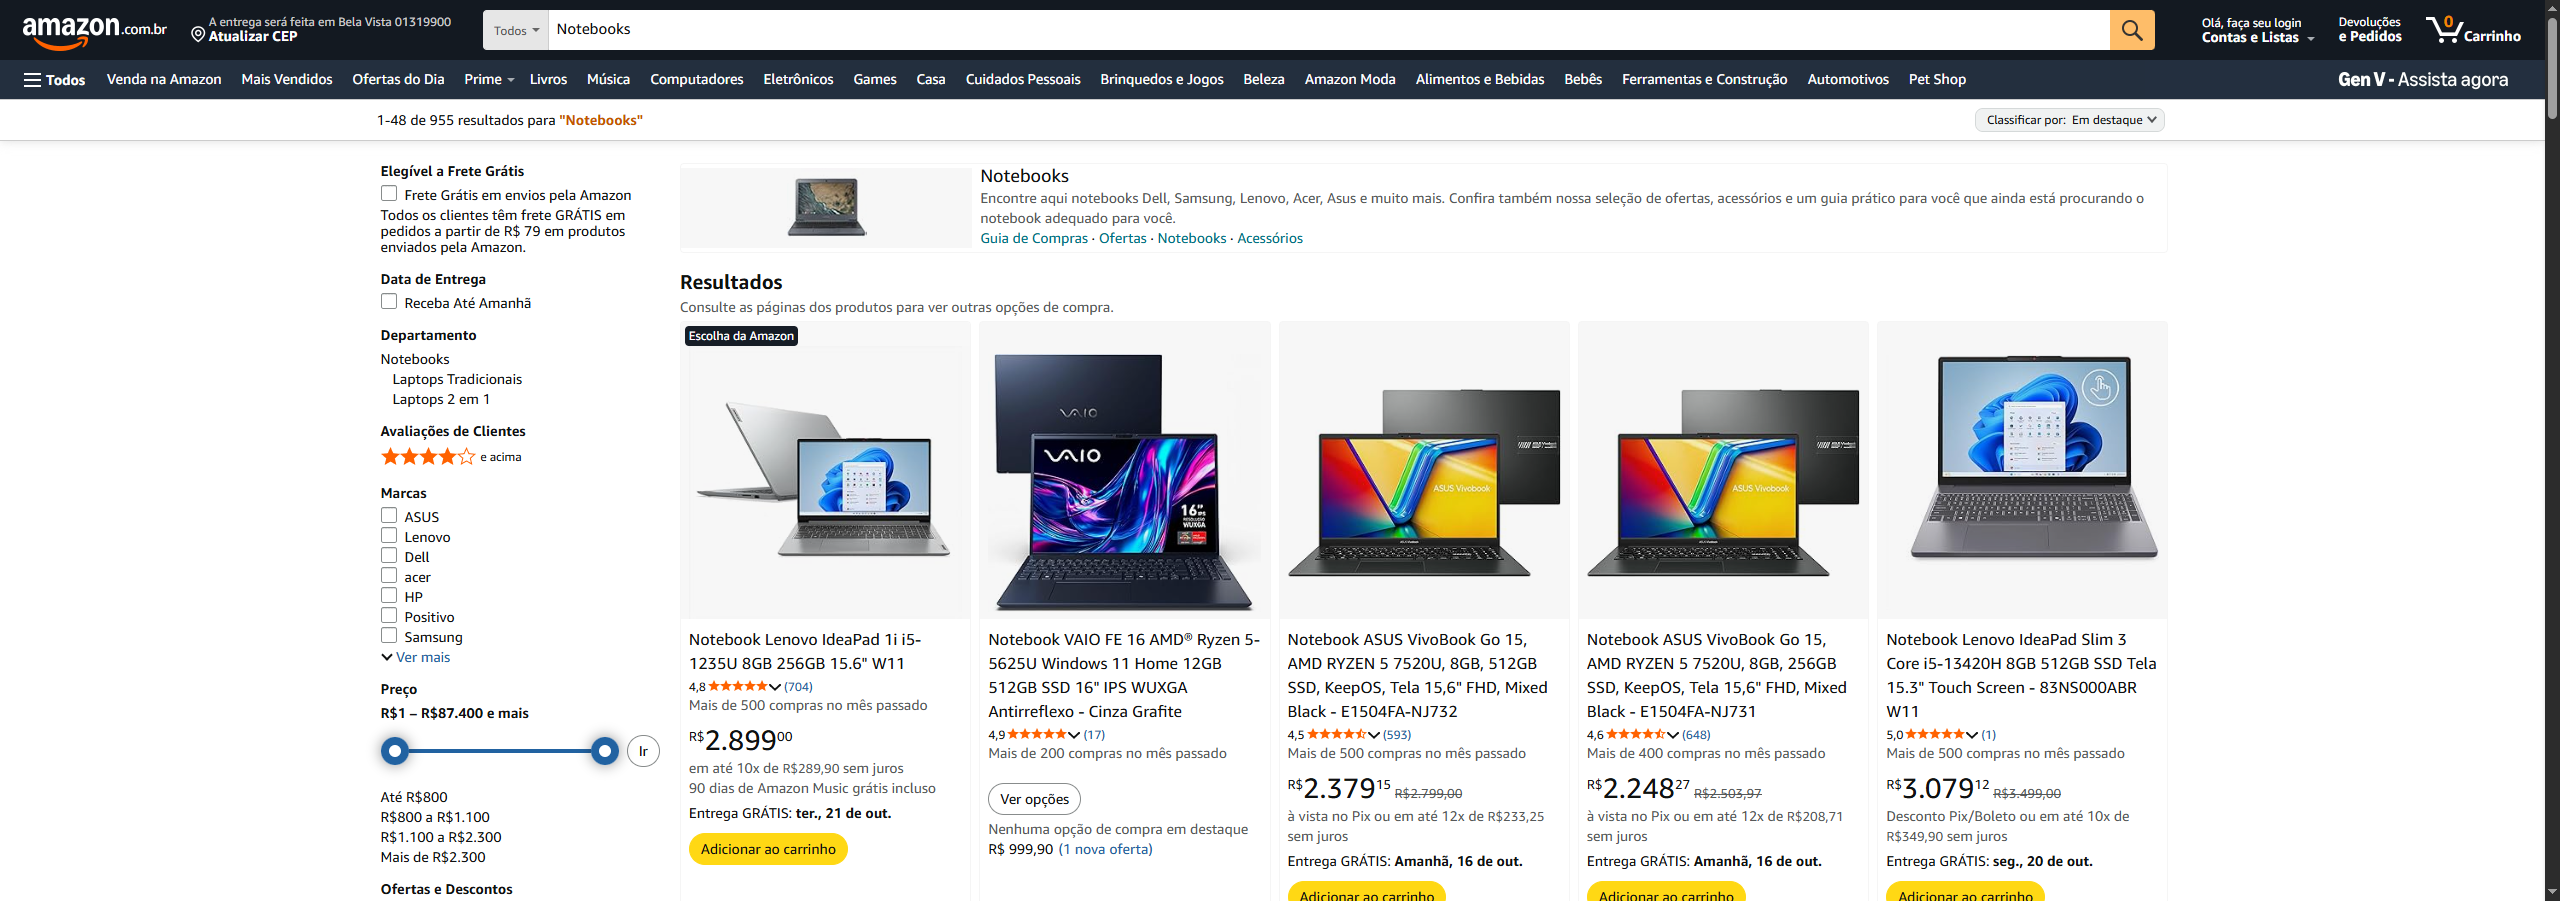 amazon.com.br
A entrega será feita em Bela Vista 01319900
Atualizar CEP
Todos
Notebooks
Olá, faça seu login
Contas e Listas
Devoluções
e Pedidos
0
Carrinho
Todos
Venda na Amazon
Mais Vendidos
Ofertas do Dia
Prime
Livros
Música
Computadores
Eletrônicos
Games
Casa
Cuidados Pessoais
Brinquedos e Jogos
Beleza
Amazon Moda
Alimentos e Bebidas
Bebês
Ferramentas e Construção
Automotivos
Pet Shop
Gen V - Assista agora
1-48 de 955 resultados para "Notebooks"
Classificar por: Em destaque
Elegível a Frete Grátis
Frete Grátis em envios pela Amazon
Todos os clientes têm frete GRÁTIS em
pedidos a partir de R$ 79 em produtos
enviados pela Amazon.
Data de Entrega
Receba Até Amanhã
Departamento
Notebooks
Laptops Tradicionais
Laptops 2 em 1
Avaliações de Clientes
e acima
Marcas
ASUS
Lenovo
Dell
acer
HP
Positivo
Samsung
Ver mais
Preço
R$1 – R$87.400 e mais
Ir
Até R$800
R$800 a R$1.100
R$1.100 a R$2.300
Mais de R$2.300
Ofertas e Descontos
Notebooks
Encontre aqui notebooks Dell, Samsung, Lenovo, Acer, Asus e muito mais. Confira também nossa seleção de ofertas, acessórios e um guia prático para você que ainda está procurando o
notebook adequado para você.
Guia de Compras · Ofertas · Notebooks · Acessórios
Resultados
Consulte as páginas dos produtos para ver outras opções de compra.
Escolha da Amazon
Notebook Lenovo IdeaPad 1i i5-
1235U 8GB 256GB 15.6" W11
4,8 (704)
Mais de 500 compras no mês passado
R$2.89900
em até 10x de R$289,90 sem juros
90 dias de Amazon Music grátis incluso
Entrega GRÁTIS: ter., 21 de out.
Adicionar ao carrinho
VAIO
VAIO
16" IPS
RESOLUÇÃO
WUXGA
Notebook VAIO FE 16 AMD® Ryzen 5-
5625U Windows 11 Home 12GB
512GB SSD 16" IPS WUXGA
Antirreflexo - Cinza Grafite
4,9 (17)
Mais de 200 compras no mês passado
Ver opções
Nenhuma opção de compra em destaque
R$ 999,90 (1 nova oferta)
ASUS Vivobook
Notebook ASUS VivoBook Go 15,
AMD RYZEN 5 7520U, 8GB, 512GB
SSD, KeepOS, Tela 15,6" FHD, Mixed
Black - E1504FA-NJ732
4,5 (593)
Mais de 500 compras no mês passado
R$2.37915 R$2.799,00
à vista no Pix ou em até 12x de R$233,25
sem juros
Entrega GRÁTIS: Amanhã, 16 de out.
Adicionar ao carrinho
ASUS Vivobook
Notebook ASUS VivoBook Go 15,
AMD RYZEN 5 7520U, 8GB, 256GB
SSD, KeepOS, Tela 15,6" FHD, Mixed
Black - E1504FA-NJ731
4,6 (648)
Mais de 400 compras no mês passado
R$2.24827 R$2.503,97
à vista no Pix ou em até 12x de R$208,71
sem juros
Entrega GRÁTIS: Amanhã, 16 de out.
Adicionar ao carrinho
Notebook Lenovo IdeaPad Slim 3
Core i5-13420H 8GB 512GB SSD Tela
15.3" Touch Screen - 83NS000ABR
W11
5,0 (1)
Mais de 500 compras no mês passado
R$3.07912 R$3.499,00
Desconto Pix/Boleto ou em até 10x de
R$349,90 sem juros
Entrega GRÁTIS: seg., 20 de out.
Adicionar ao carrinho